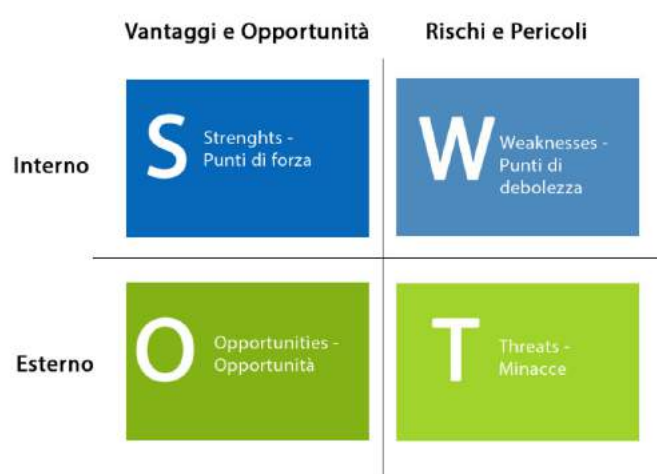 Vantaggi e Opportunità
Rischi e Pericoli
Interno
S
Strenghts -
Punti di forza
W
Weaknesses -
Punti di
debolezza
Esterno
O
Opportunities -
Opportunità
T
Threats -
Minacce